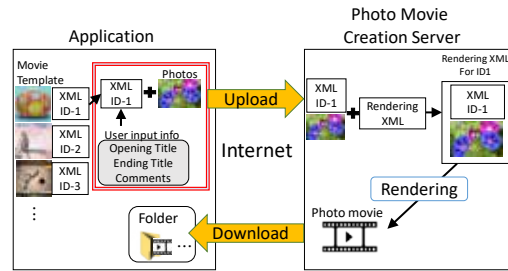 Application
Photo Movie
Creation Server
Movie
Template
XML
ID-1
XML
ID-2
XML
ID-3
⋮
XML
ID-1
Photos
User input info
Opening Title
Ending Title
Comments
Folder
...
Upload
Internet
Download
XML
ID-1
Rendering
XML
Rendering XML
For ID1
XML
ID-1
Rendering
Photo movie